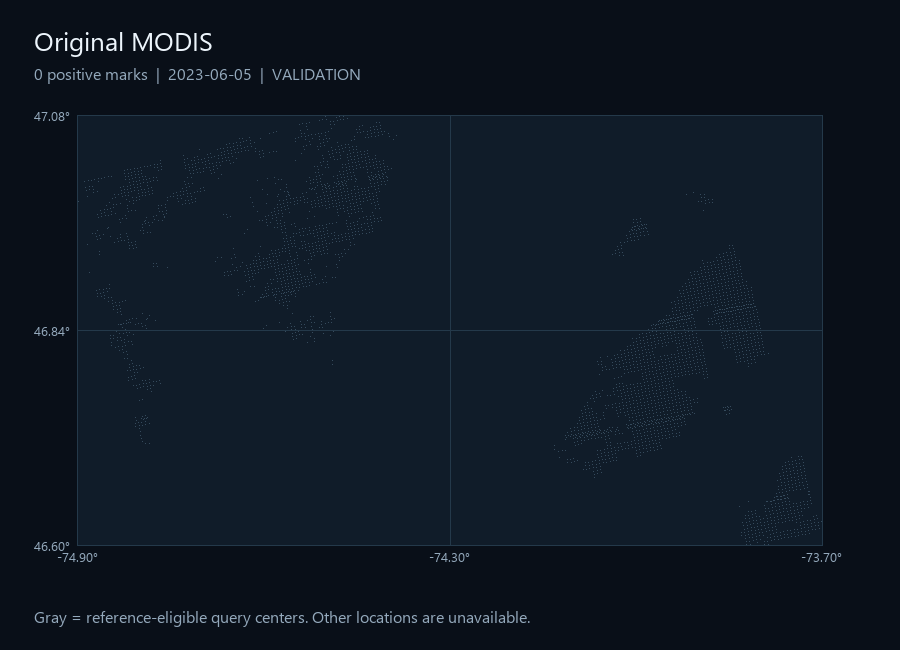 Original MODIS
0 positive marks | 2023-06-05 | VALIDATION
47.08°
46.84°
46.60°
-74.90°
-74.30°
-73.70°
Gray = reference-eligible query centers. Other locations are unavailable.